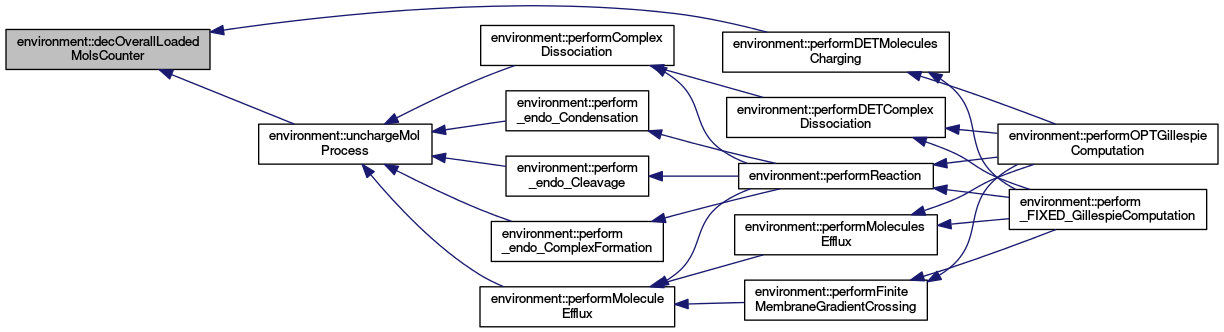 environment::decOverallLoaded
MolsCounter
environment::unchargeMol
Process
environment::performComplex
Dissociation
environment::perform
_endo_Condensation
environment::perform
_endo_Cleavage
environment::perform
_endo_ComplexFormation
environment::performMolecule
Efflux
environment::performDETMolecules
Charging
environment::performDETComplex
Dissociation
environment::performReaction
environment::performMolecules
Efflux
environment::performFinite
MembraneGradientCrossing
environment::performOPTGillespie
Computation
environment::perform
_FIXED_GillespieComputation